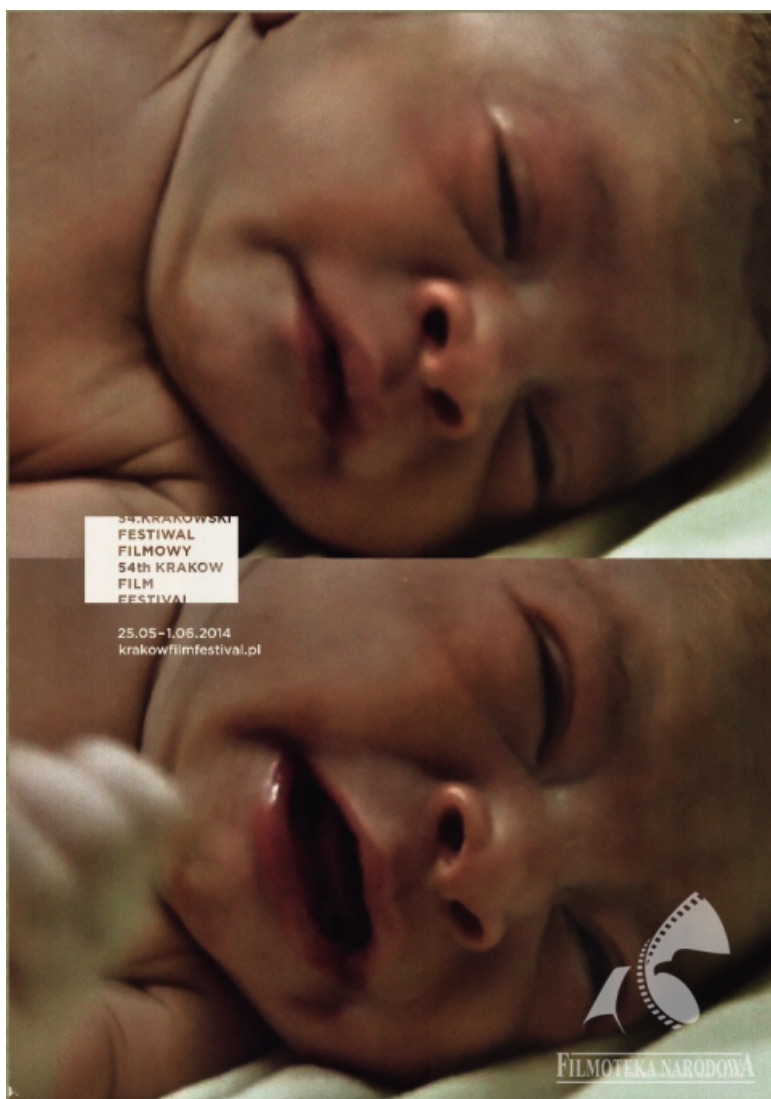 54.KRAKOWSKI
FESTIWAL
FILMOWY
54th KRAKOW
FILM
FESTIVAL
25.05–1.06.2014
krakowfilmfestival.pl
FILMOTEKA NARODOWA